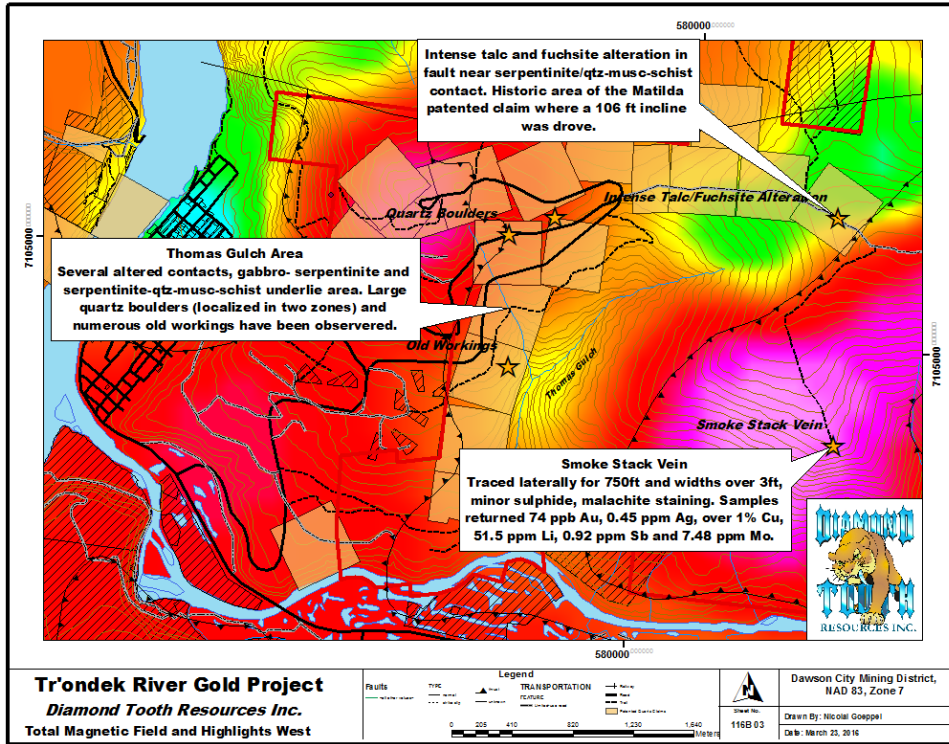 580000
Intense talc and fuchsite alteration in
fault near serpentinite/qtz-musc-schist
contact. Historic area of the Matilda
patented claim where a 106 ft incline
was drove.
Quartz Boulders
Intense Talc/Fuchsite Alteration
7105000
Thomas Gulch Area
Several altered contacts, gabbro- serpentinite and
serpentinite-qtz-musc-schist underlie area. Large
quartz boulders (localized in two zones) and
numerous old workings have been observed.
Old Workings
Thomas Gulch
7105000
Smoke Stack Vein
Smoke Stack Vein
Traced laterally for 750ft and widths over 3ft,
minor sulphide, malachite staining. Samples
returned 74 ppb Au, 0.45 ppm Ag, over 1% Cu,
51.5 ppm Li, 0.92 ppm Sb and 7.48 ppm Mo.
DIAMOND
TOOTH
RESOURCES INC.
580000
Tr'ondek River Gold Project
Diamond Tooth Resources Inc.
Total Magnetic Field and Highlights West
Legend
Faults
TYPE
TRANSPORTATION
FEATURE
Railway
Road
Trail
0 205 410 820 1,230 1,640
Meters
N
Sheet No.
116B 03
Dawson City Mining District,
NAD 83, Zone 7
Drawn By: Nicolai Goeppel
Date: March 23, 2016